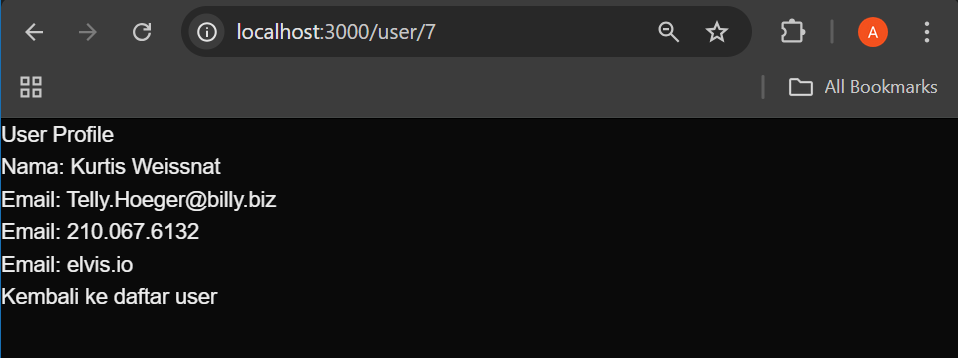 localhost:3000/user/7
A
All Bookmarks
User Profile
Nama: Kurtis Weissnat
Email: Telly.Hoeger@billy.biz
Email: 210.067.6132
Email: elvis.io
Kembali ke daftar user